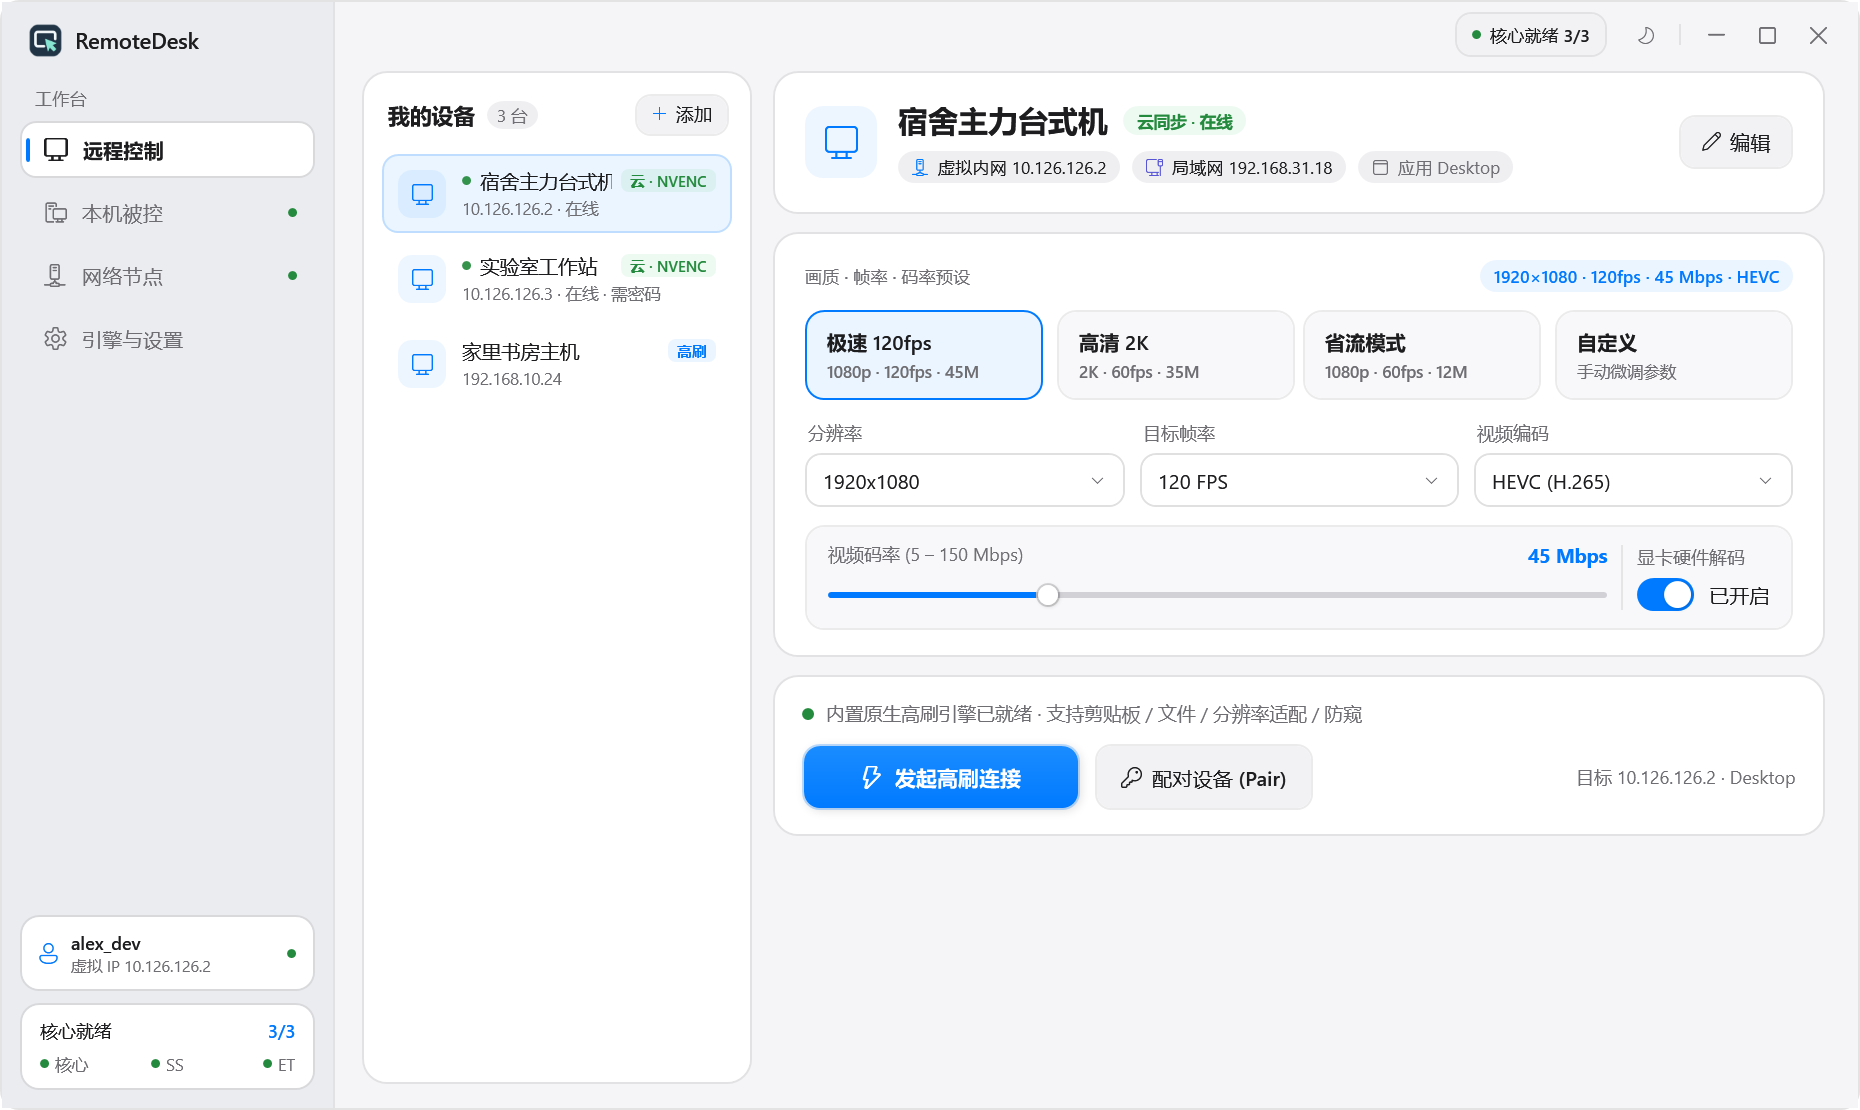 RemoteDesk
核心就绪 3/3
工作台
远程控制
本机被控
网络节点
引擎与设置
alex_dev
虚拟 IP 10.126.126.2
核心就绪 3/3
核心 SS ET
我的设备 3 台 添加
宿舍主力台式机 云 · NVENC
10.126.126.2 · 在线
实验室工作站 云 · NVENC
10.126.126.3 · 在线 · 需密码
家里书房主机 高刷
192.168.10.24
宿舍主力台式机 云同步 · 在线
虚拟内网 10.126.126.2 局域网 192.168.31.18 应用 Desktop
编辑
画质 · 帧率 · 码率预设 1920×1080 · 120fps · 45 Mbps · HEVC
极速 120fps
1080p · 120fps · 45M
高清 2K
2K · 60fps · 35M
省流模式
1080p · 60fps · 12M
自定义
手动微调参数
分辨率 目标帧率 视频编码
1920x1080 120 FPS HEVC (H.265)
视频码率 (5 – 150 Mbps) 45 Mbps
显卡硬件解码
已开启
内置原生高刷引擎已就绪 · 支持剪贴板 / 文件 / 分辨率适配 / 防窥
发起高刷连接 配对设备 (Pair) 目标 10.126.126.2 · Desktop